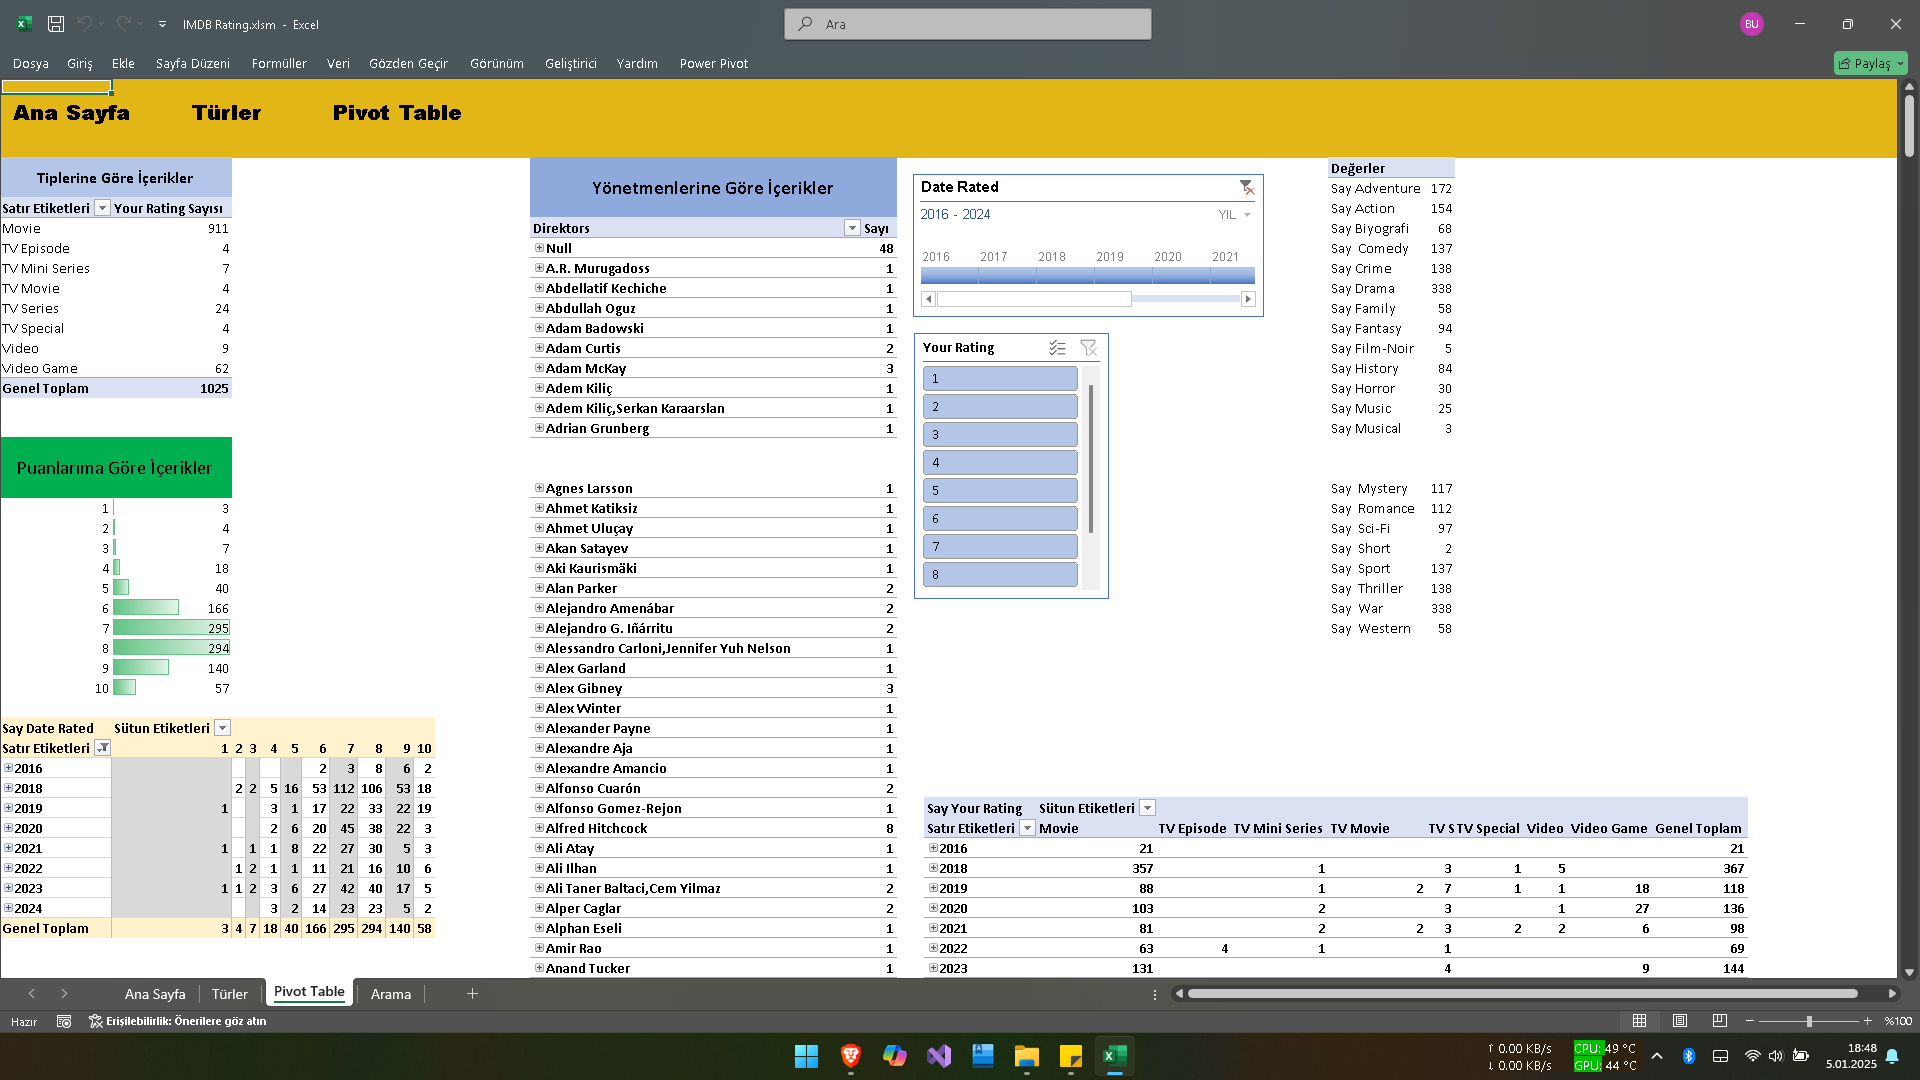 IMDB Rating.xlsm - Excel
Ara
BU
Dosya Giriş Ekle Sayfa Düzeni Formüller Veri Gözden Geçir Görünüm Geliştirici Yardım Power Pivot
Paylaş
Ana Sayfa Türler Pivot Table
Tiplerine Göre İçerikler
Satır Etiketleri Your Rating Sayısı
Movie 911
TV Episode 4
TV Mini Series 7
TV Movie 4
TV Series 24
TV Special 4
Video 9
Video Game 62
Genel Toplam 1025
Puanlarıma Göre İçerikler
1 3
2 4
3 7
4 18
5 40
6 166
7 295
8 294
9 140
10 57
Say Date Rated Sütun Etiketleri
Satır Etiketleri 1 2 3 4 5 6 7 8 9 10
2016 2 3 8 6 2
2018 2 2 5 16 53 112 106 53 18
2019 1 3 1 17 22 33 22 19
2020 2 6 20 45 38 22 3
2021 1 1 1 8 22 27 30 5 3
2022 1 2 1 1 11 21 16 10 6
2023 1 1 2 3 6 27 42 40 17 5
2024 3 2 14 23 23 5 2
Genel Toplam 3 4 7 18 40 166 295 294 140 58
Yönetmenlerine Göre İçerikler
Direktors Sayı
Null 48
A.R. Murugadoss 1
Abdellatif Kechiche 1
Abdullah Oguz 1
Adam Badowski 1
Adam Curtis 2
Adam McKay 3
Adem Kiliç 1
Adem Kiliç,Serkan Karaarslan 1
Adrian Grunberg 1
Agnes Larsson 1
Ahmet Katiksiz 1
Ahmet Uluçay 1
Akan Satayev 1
Aki Kaurismäki 1
Alan Parker 2
Alejandro Amenábar 2
Alejandro G. Iñárritu 2
Alessandro Carloni,Jennifer Yuh Nelson 1
Alex Garland 1
Alex Gibney 3
Alex Winter 1
Alexander Payne 1
Alexandre Aja 1
Alexandre Amancio 1
Alfonso Cuarón 2
Alfonso Gomez-Rejon 1
Alfred Hitchcock 8
Ali Atay 1
Ali Ilhan 1
Ali Taner Baltaci,Cem Yilmaz 2
Alper Caglar 2
Alphan Eseli 1
Amir Rao 1
Anand Tucker 1
Date Rated
2016 - 2024 YIL
2016 2017 2018 2019 2020 2021
Your Rating
1
2
3
4
5
6
7
8
Değerler
Say Adventure 172
Say Action 154
Say Biyografi 68
Say Comedy 137
Say Crime 138
Say Drama 338
Say Family 58
Say Fantasy 94
Say Film-Noir 5
Say History 84
Say Horror 30
Say Music 25
Say Musical 3
Say Mystery 117
Say Romance 112
Say Sci-Fi 97
Say Short 2
Say Sport 137
Say Thriller 138
Say War 338
Say Western 58
Say Your Rating Sütun Etiketleri
Satır Etiketleri Movie TV Episode TV Mini Series TV Movie TV S TV Special Video Video Game Genel Toplam
2016 21 21
2018 357 1 3 1 5 367
2019 88 1 2 7 1 1 18 118
2020 103 2 3 1 27 136
2021 81 2 2 3 2 2 6 98
2022 63 4 1 1 69
2023 131 4 9 144
Ana Sayfa Türler Pivot Table Arama
Hazır Erişilebilirlik: Önerilere göz atın %100
0.00 KB/s CPU: 49 °C 18:48
0.00 KB/s GPU: 44 °C 5.01.2025